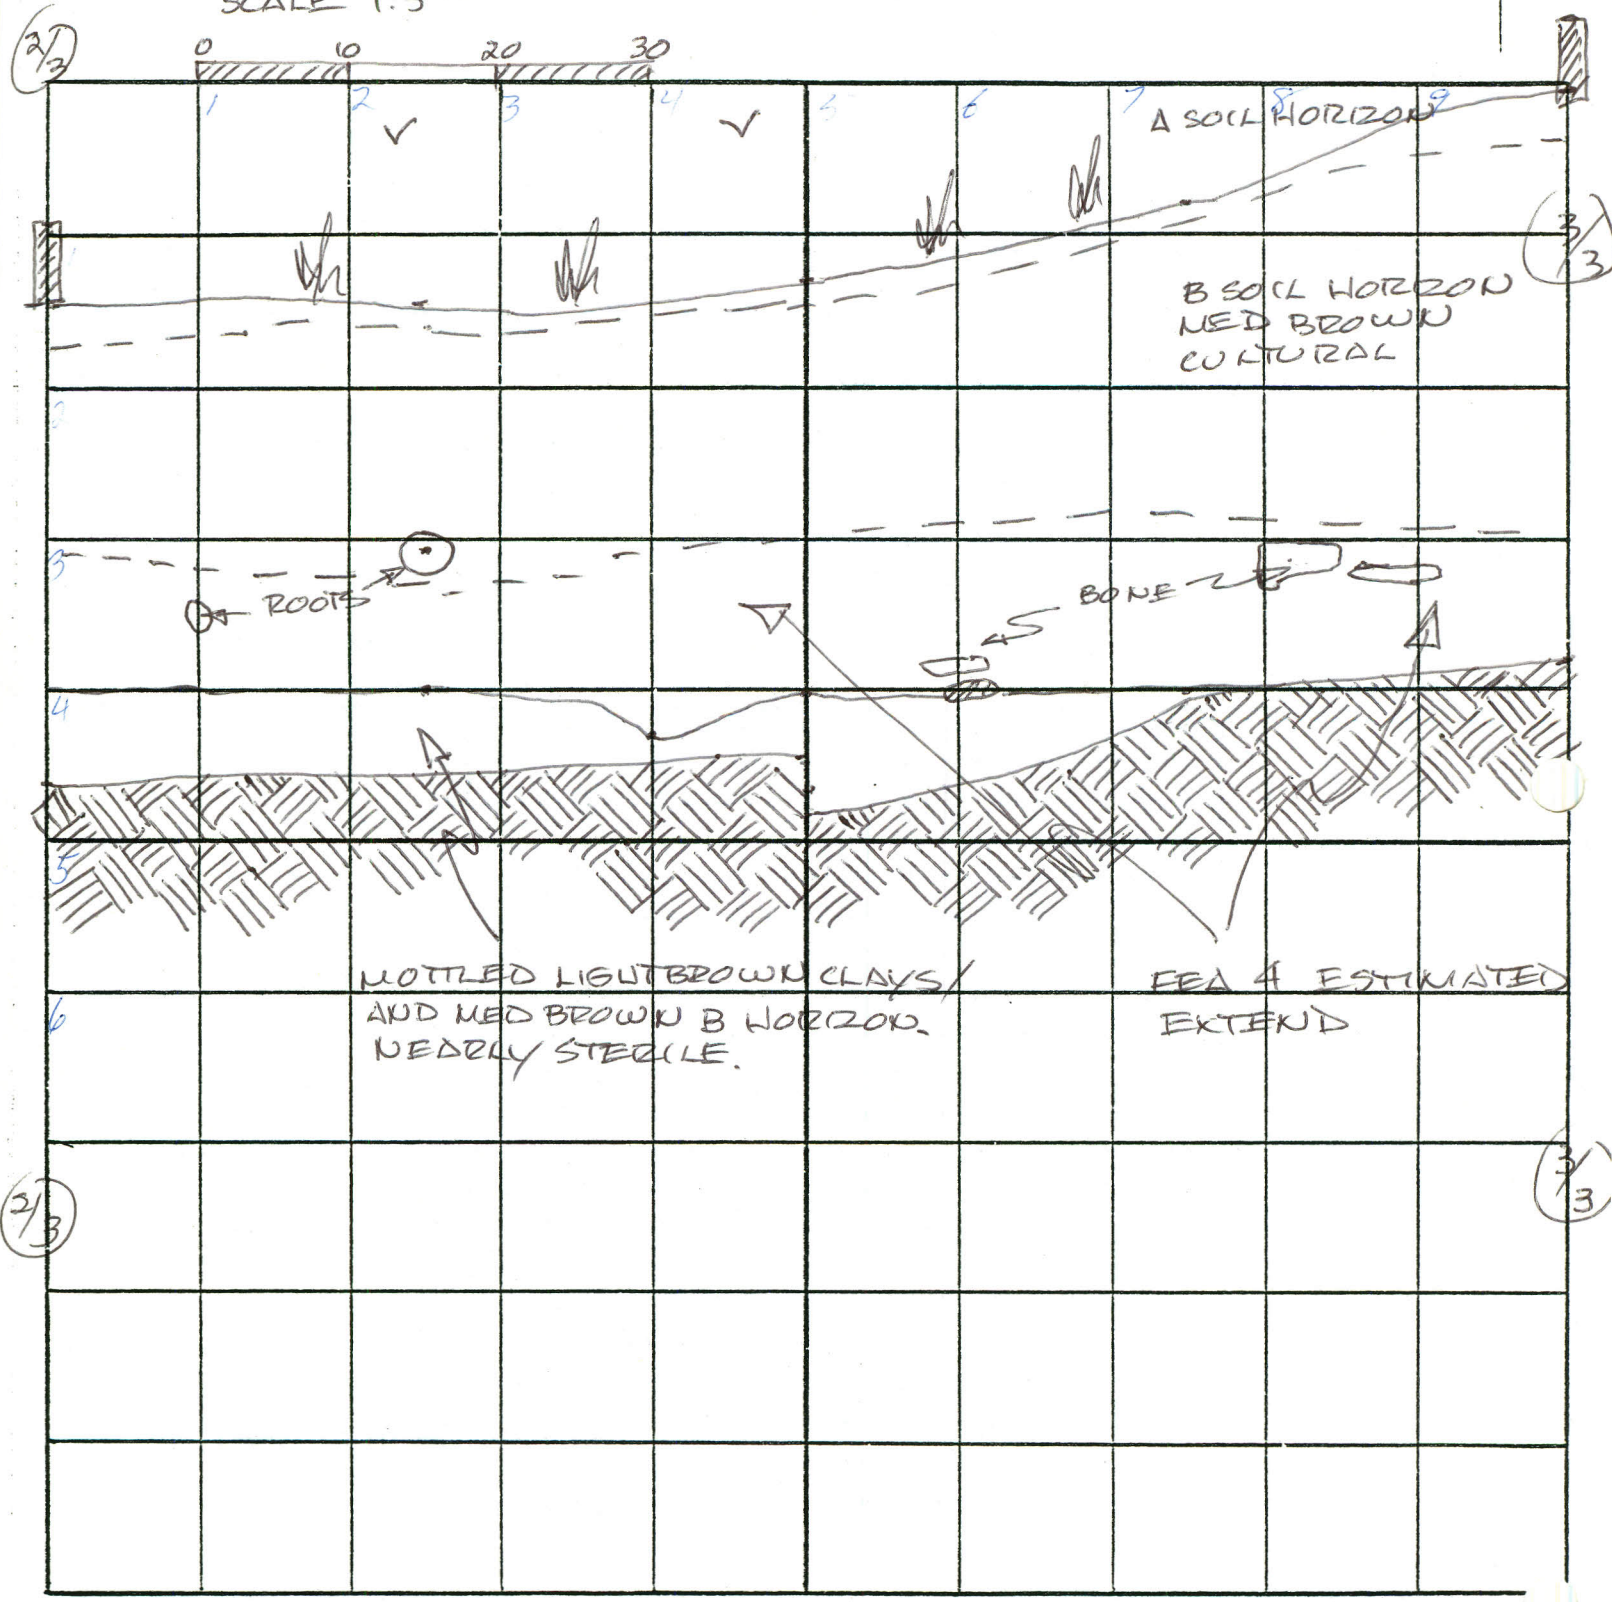 SCALE 1:5
2/3
0 10 20 30
1 2 3 4 5 6 7 8 9
A SOIL HORIZON
3/3
B SOIL HORIZON
MED BROWN
CULTURAL
2
3
ROOTS
BONE
4
5
MOTTLED LIGHTBROWN CLAYS/
AND MED BROWN B HORIZON.
NEARLY STERILE.
FEA 4 ESTIMATED
EXTEND
6
2/3
3/3